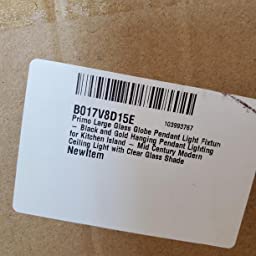 B017V8D15E
103993767
Primo Large Glass Globe Pendant Light Fixture
– Black and Gold Hanging Pendant Lighting
for Kitchen Island – Mid Century Modern
Ceiling Light with Clear Glass Shade
NewItem